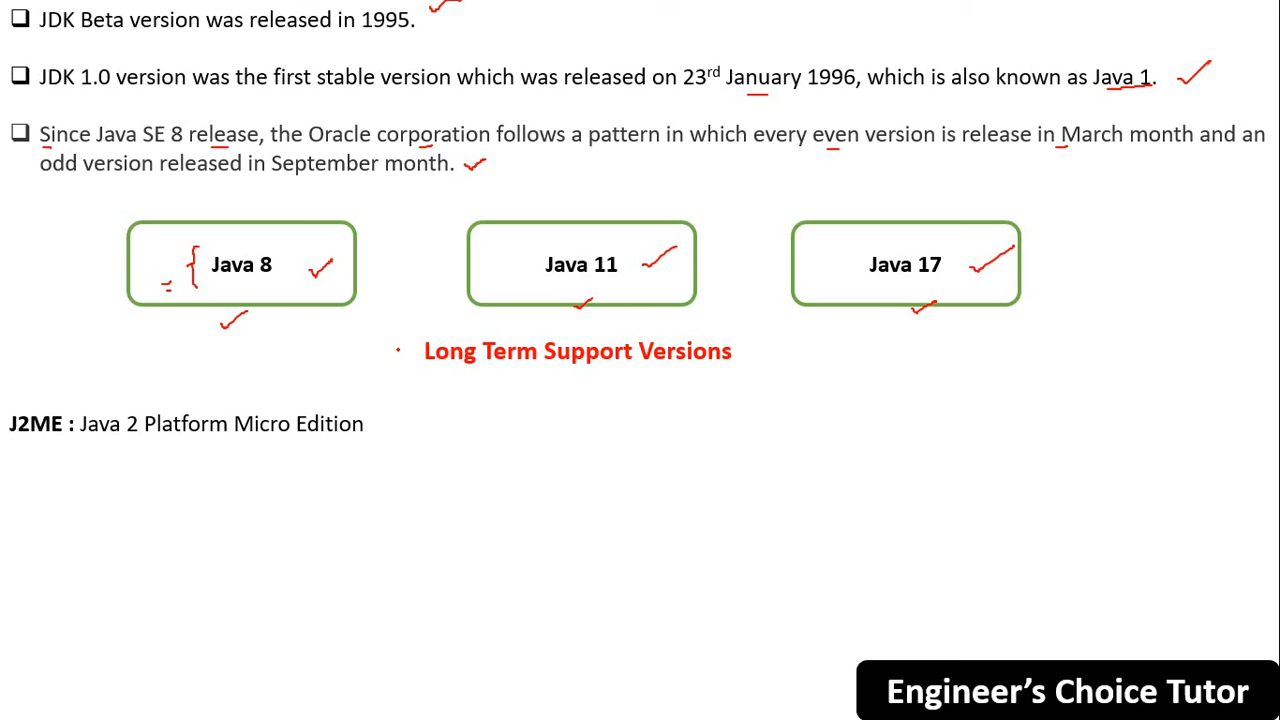 JDK Beta version was released in 1995.
JDK 1.0 version was the first stable version which was released on 23rd January 1996, which is also known as Java 1.
Since Java SE 8 release, the Oracle corporation follows a pattern in which every even version is release in March month and an
odd version released in September month.
Java 8
Java 11
Java 17
Long Term Support Versions
J2ME : Java 2 Platform Micro Edition
Engineer’s Choice Tutor